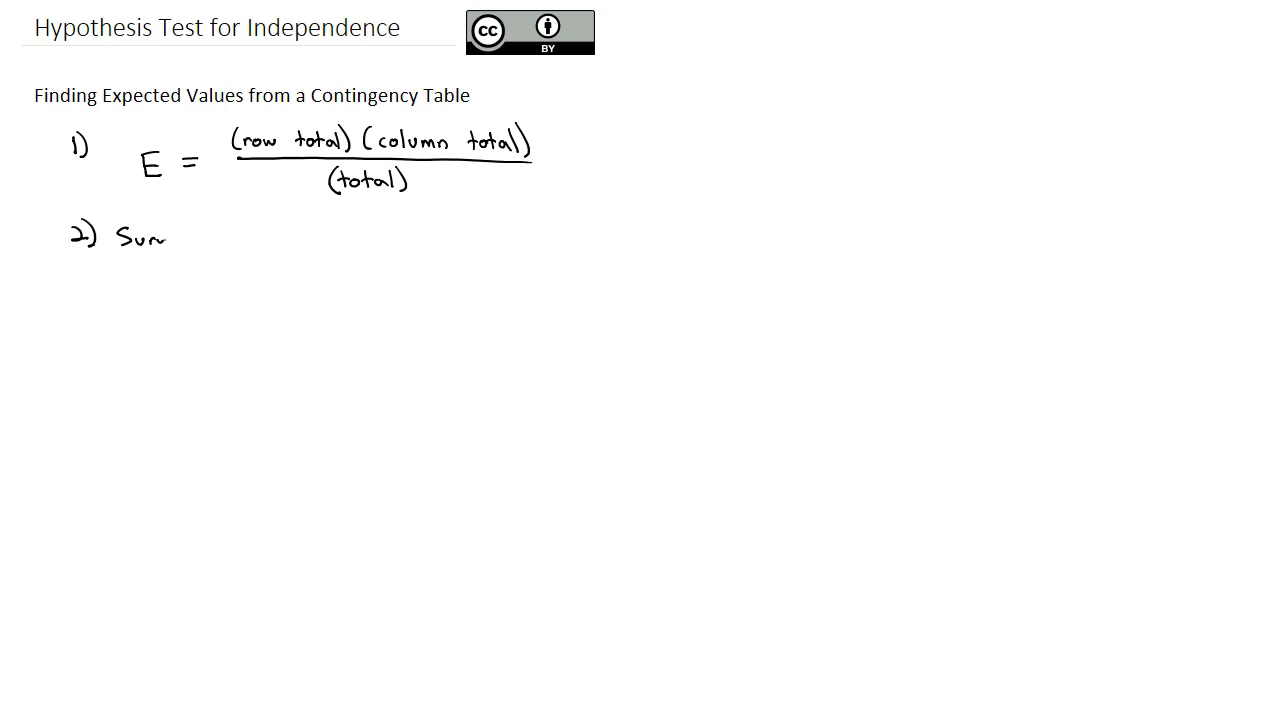 Hypothesis Test for Independence
cc BY
Finding Expected Values from a Contingency Table
1) E = (row total) (column total)
(total)
2) Sum